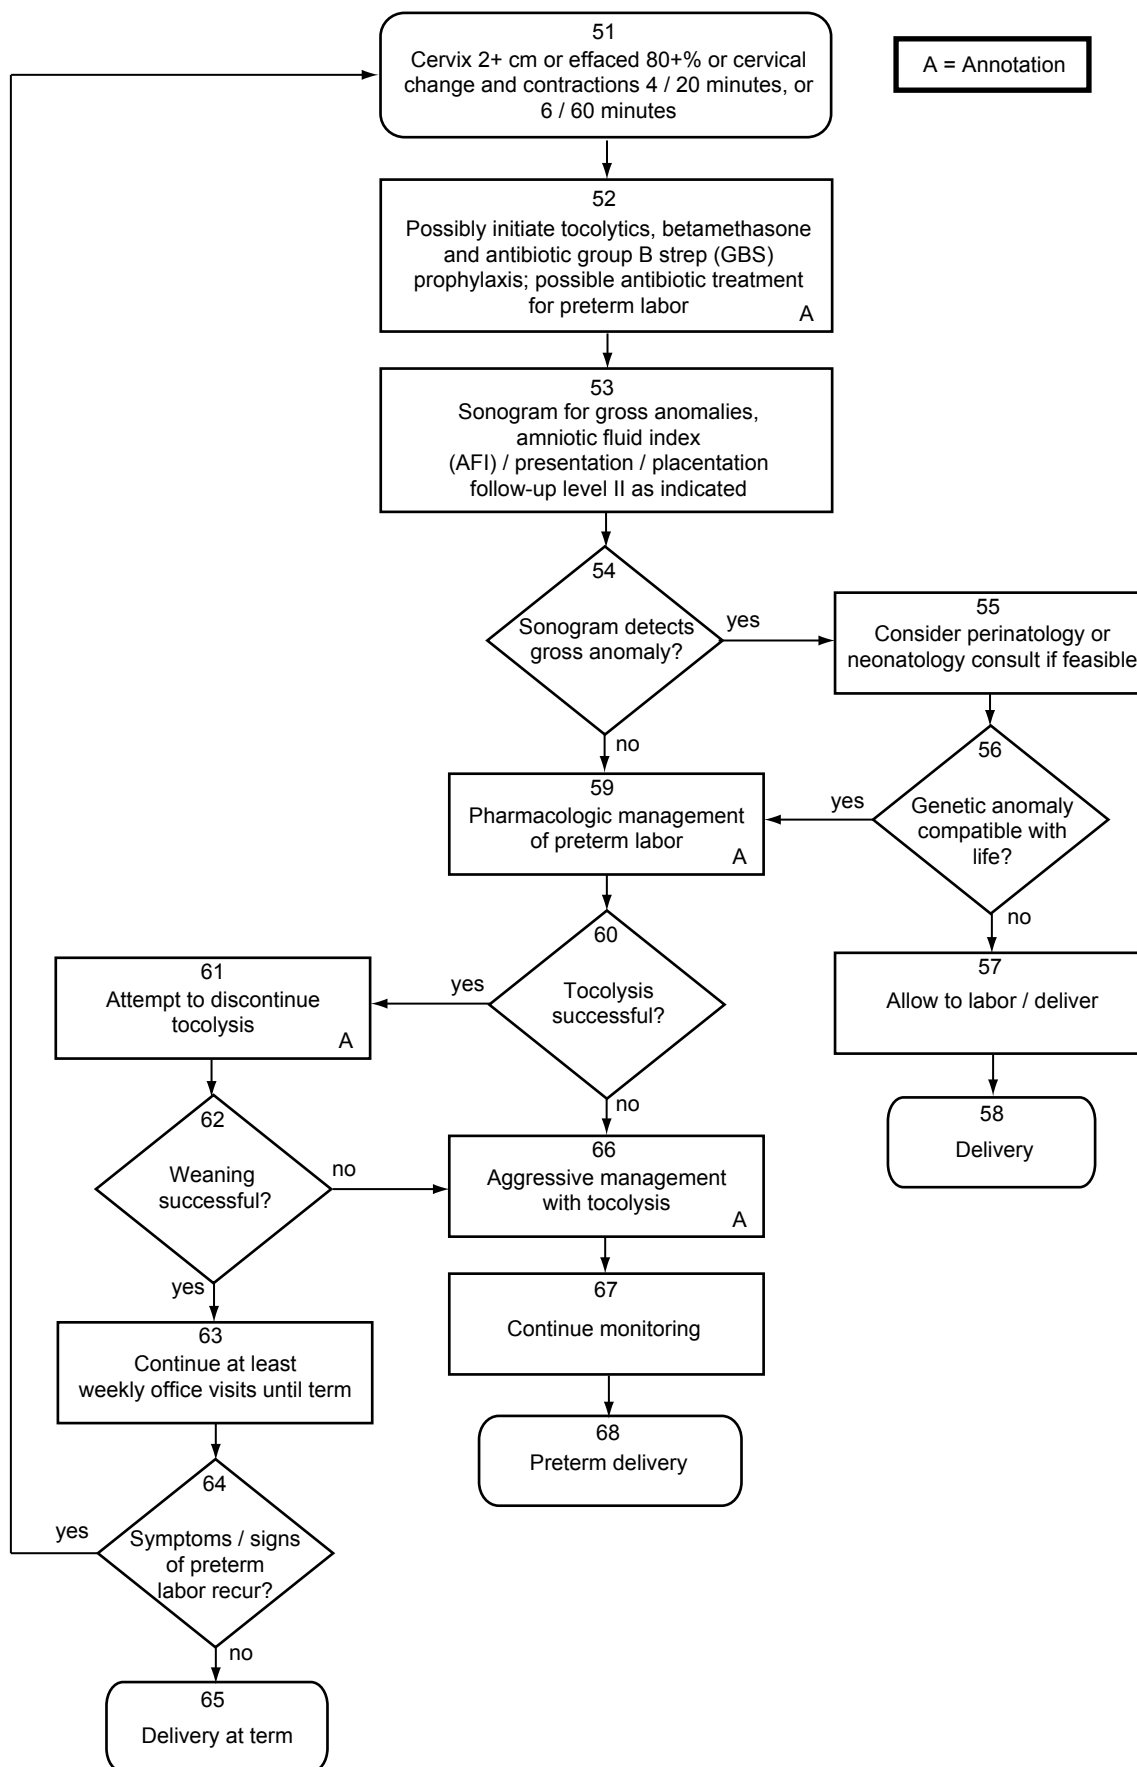 51
Cervix 2+ cm or effaced 80+% or cervical
change and contractions 4 / 20 minutes, or
6 / 60 minutes
A = Annotation
52
Possibly initiate tocolytics, betamethasone
and antibiotic group B strep (GBS)
prophylaxis; possible antibiotic treatment
for preterm labor
A
53
Sonogram for gross anomalies,
amniotic fluid index
(AFI) / presentation / placentation
follow-up level II as indicated
54
Sonogram detects
gross anomaly?
yes
no
55
Consider perinatology or
neonatology consult if feasible
56
Genetic anomaly
compatible with
life?
yes
no
57
Allow to labor / deliver
58
Delivery
59
Pharmacologic management
of preterm labor
A
60
Tocolysis
successful?
yes
no
61
Attempt to discontinue
tocolysis
A
62
Weaning
successful?
no
yes
63
Continue at least
weekly office visits until term
64
Symptoms / signs
of preterm
labor recur?
yes
no
65
Delivery at term
66
Aggressive management
with tocolysis
A
67
Continue monitoring
68
Preterm delivery